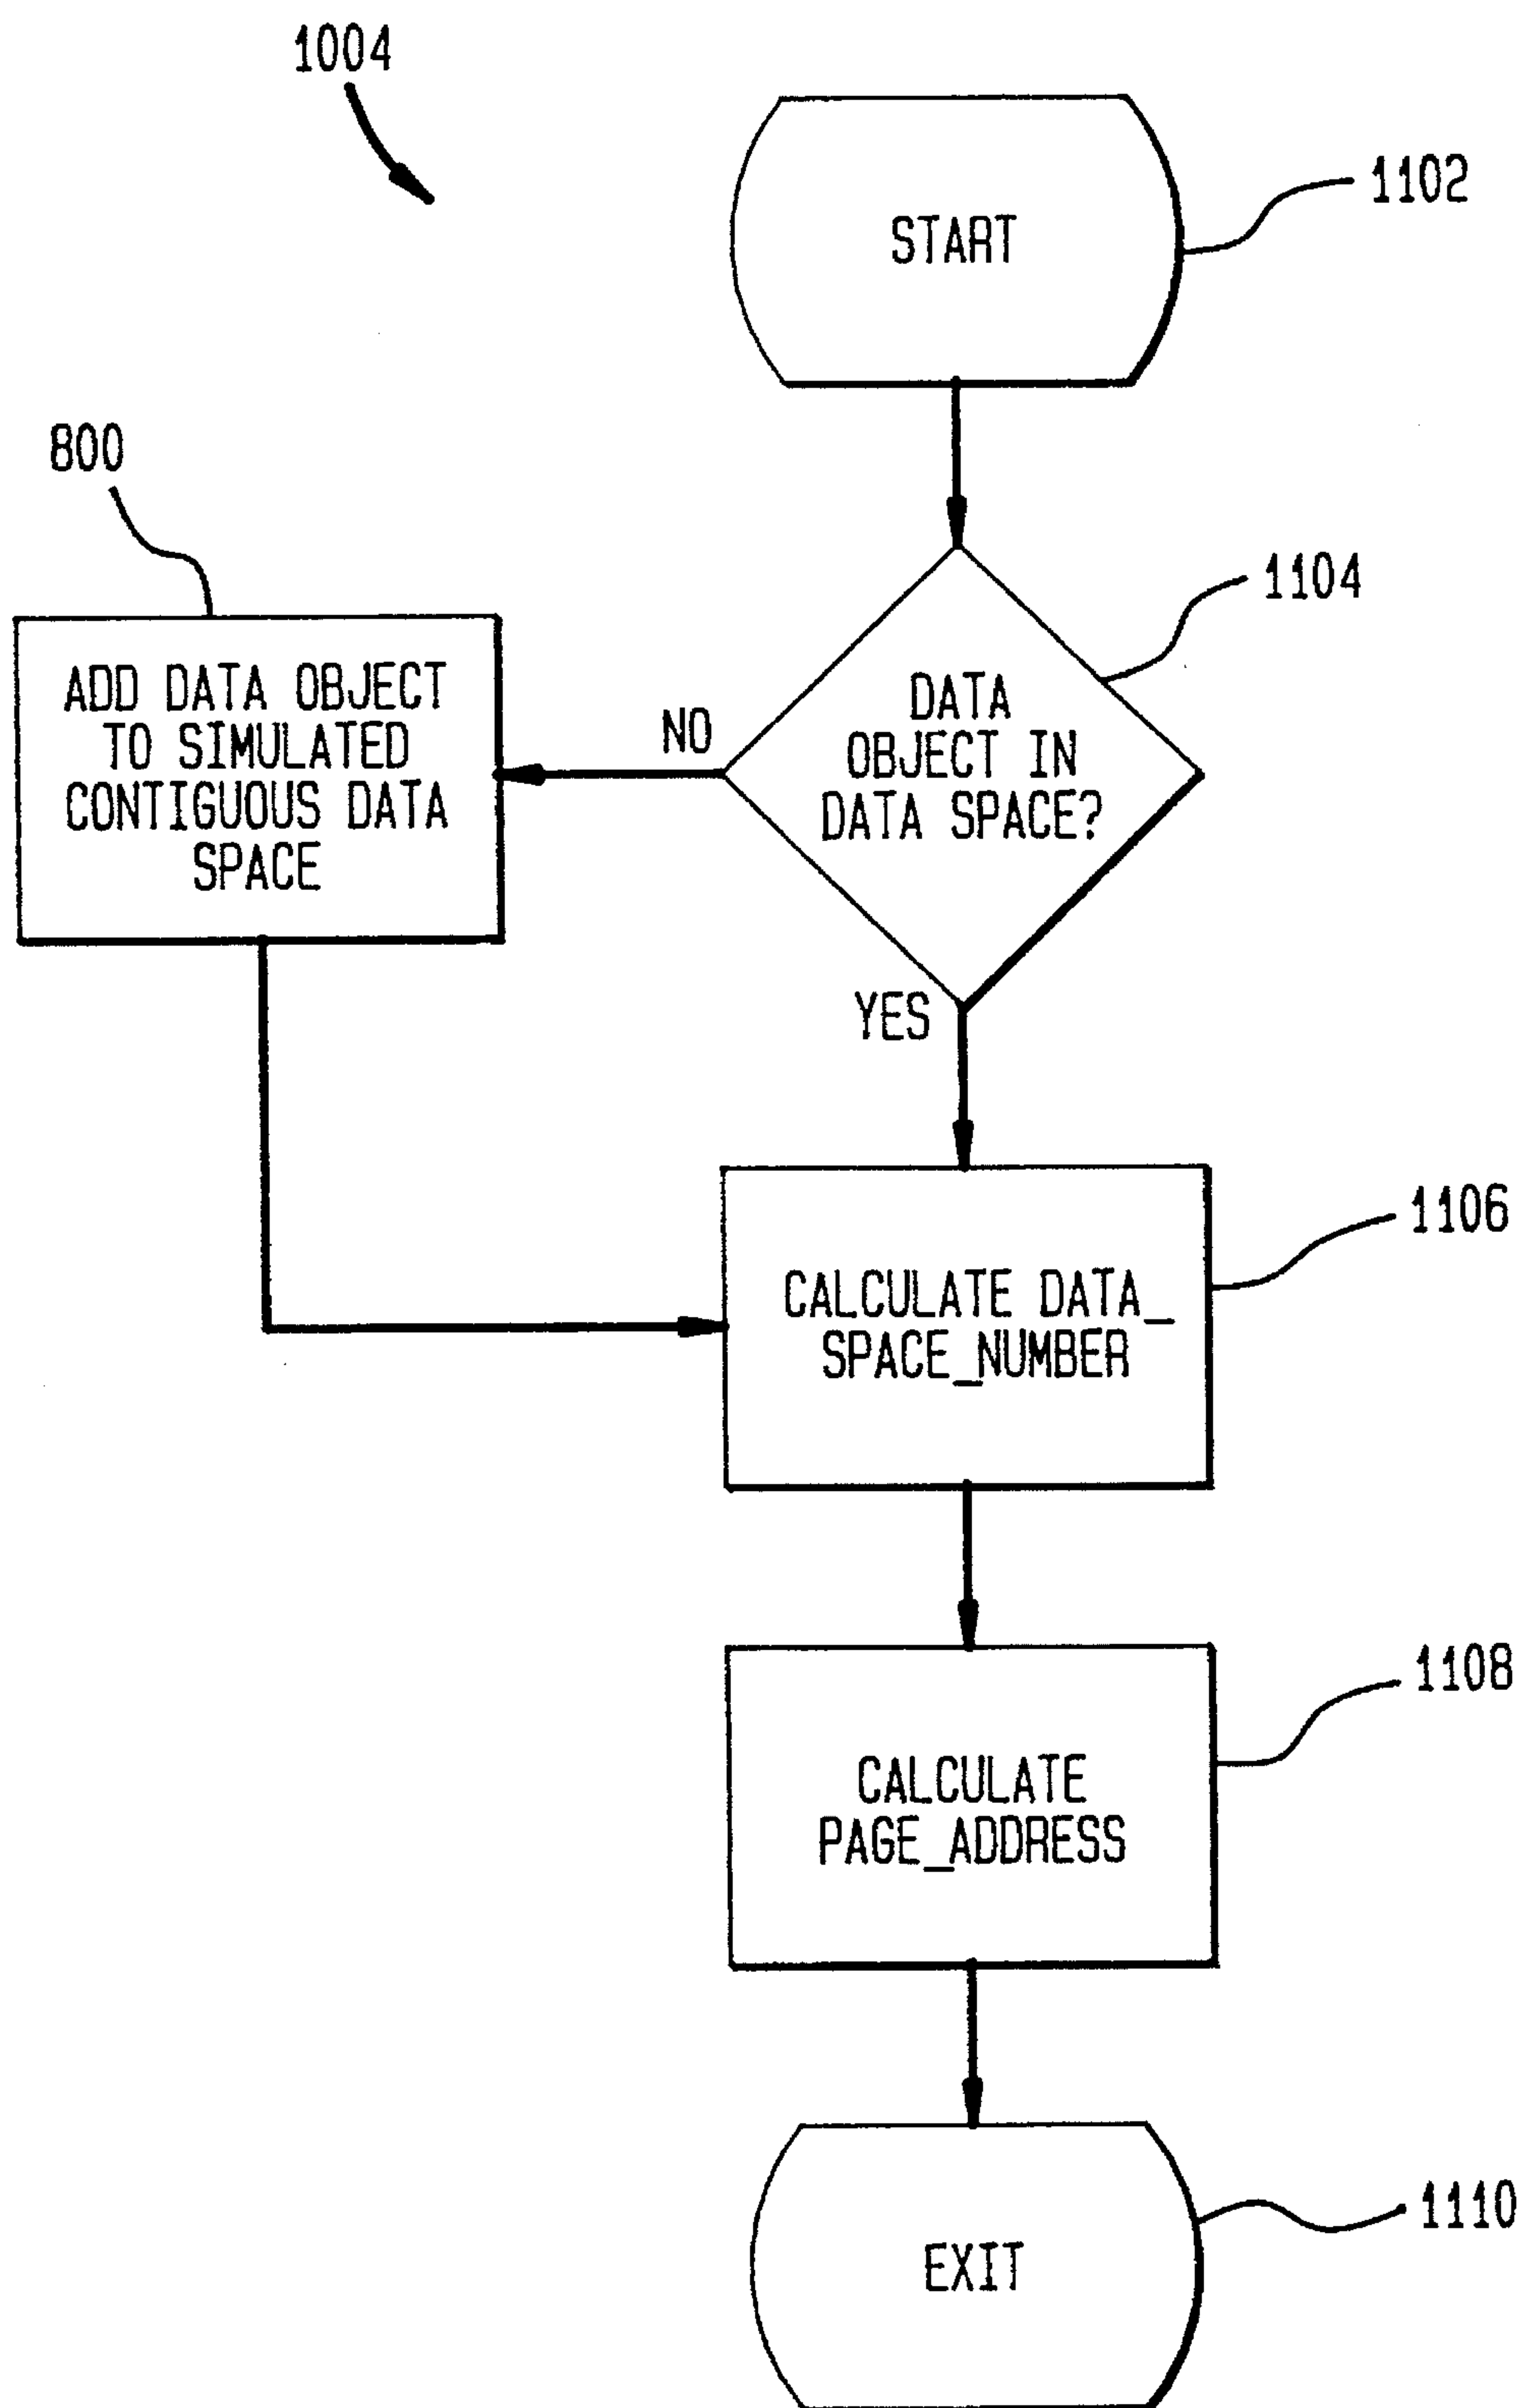 1004
START
1102
800
1104
ADD DATA OBJECT
TO SIMULATED
CONTIGUOUS DATA
SPACE
NO
DATA
OBJECT IN
DATA SPACE?
YES
1106
CALCULATE DATA_
SPACE_NUMBER
1108
CALCULATE
PAGE_ADDRESS
1110
EXIT